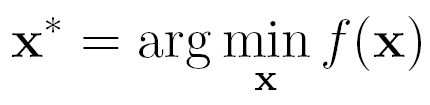 x* = arg min f(x)
x